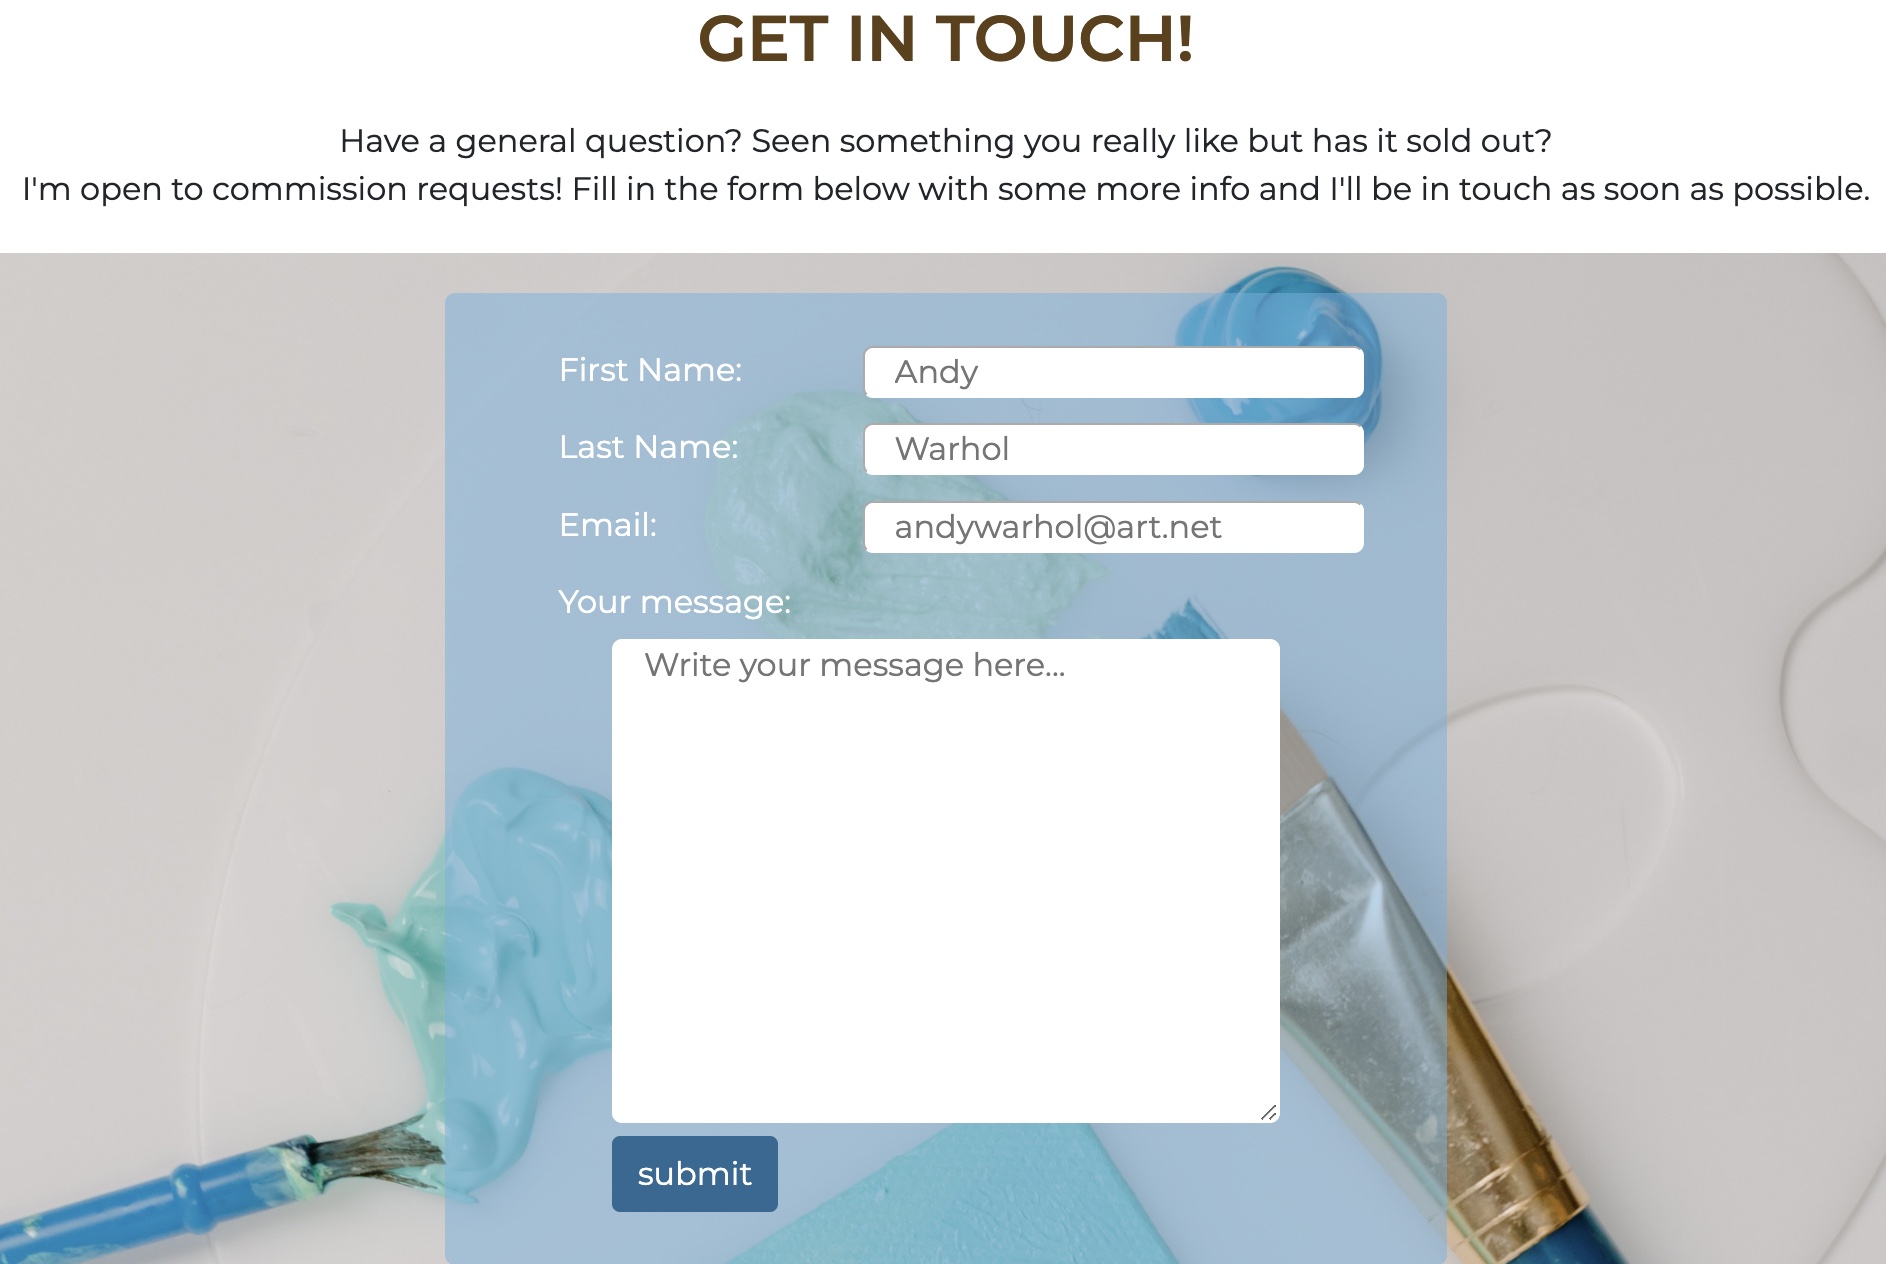 GET IN TOUCH!
Have a general question? Seen something you really like but has it sold out?
I'm open to commission requests! Fill in the form below with some more info and I'll be in touch as soon as possible.
First Name: Andy
Last Name: Warhol
Email: andywarhol@art.net
Your message:
Write your message here...
submit